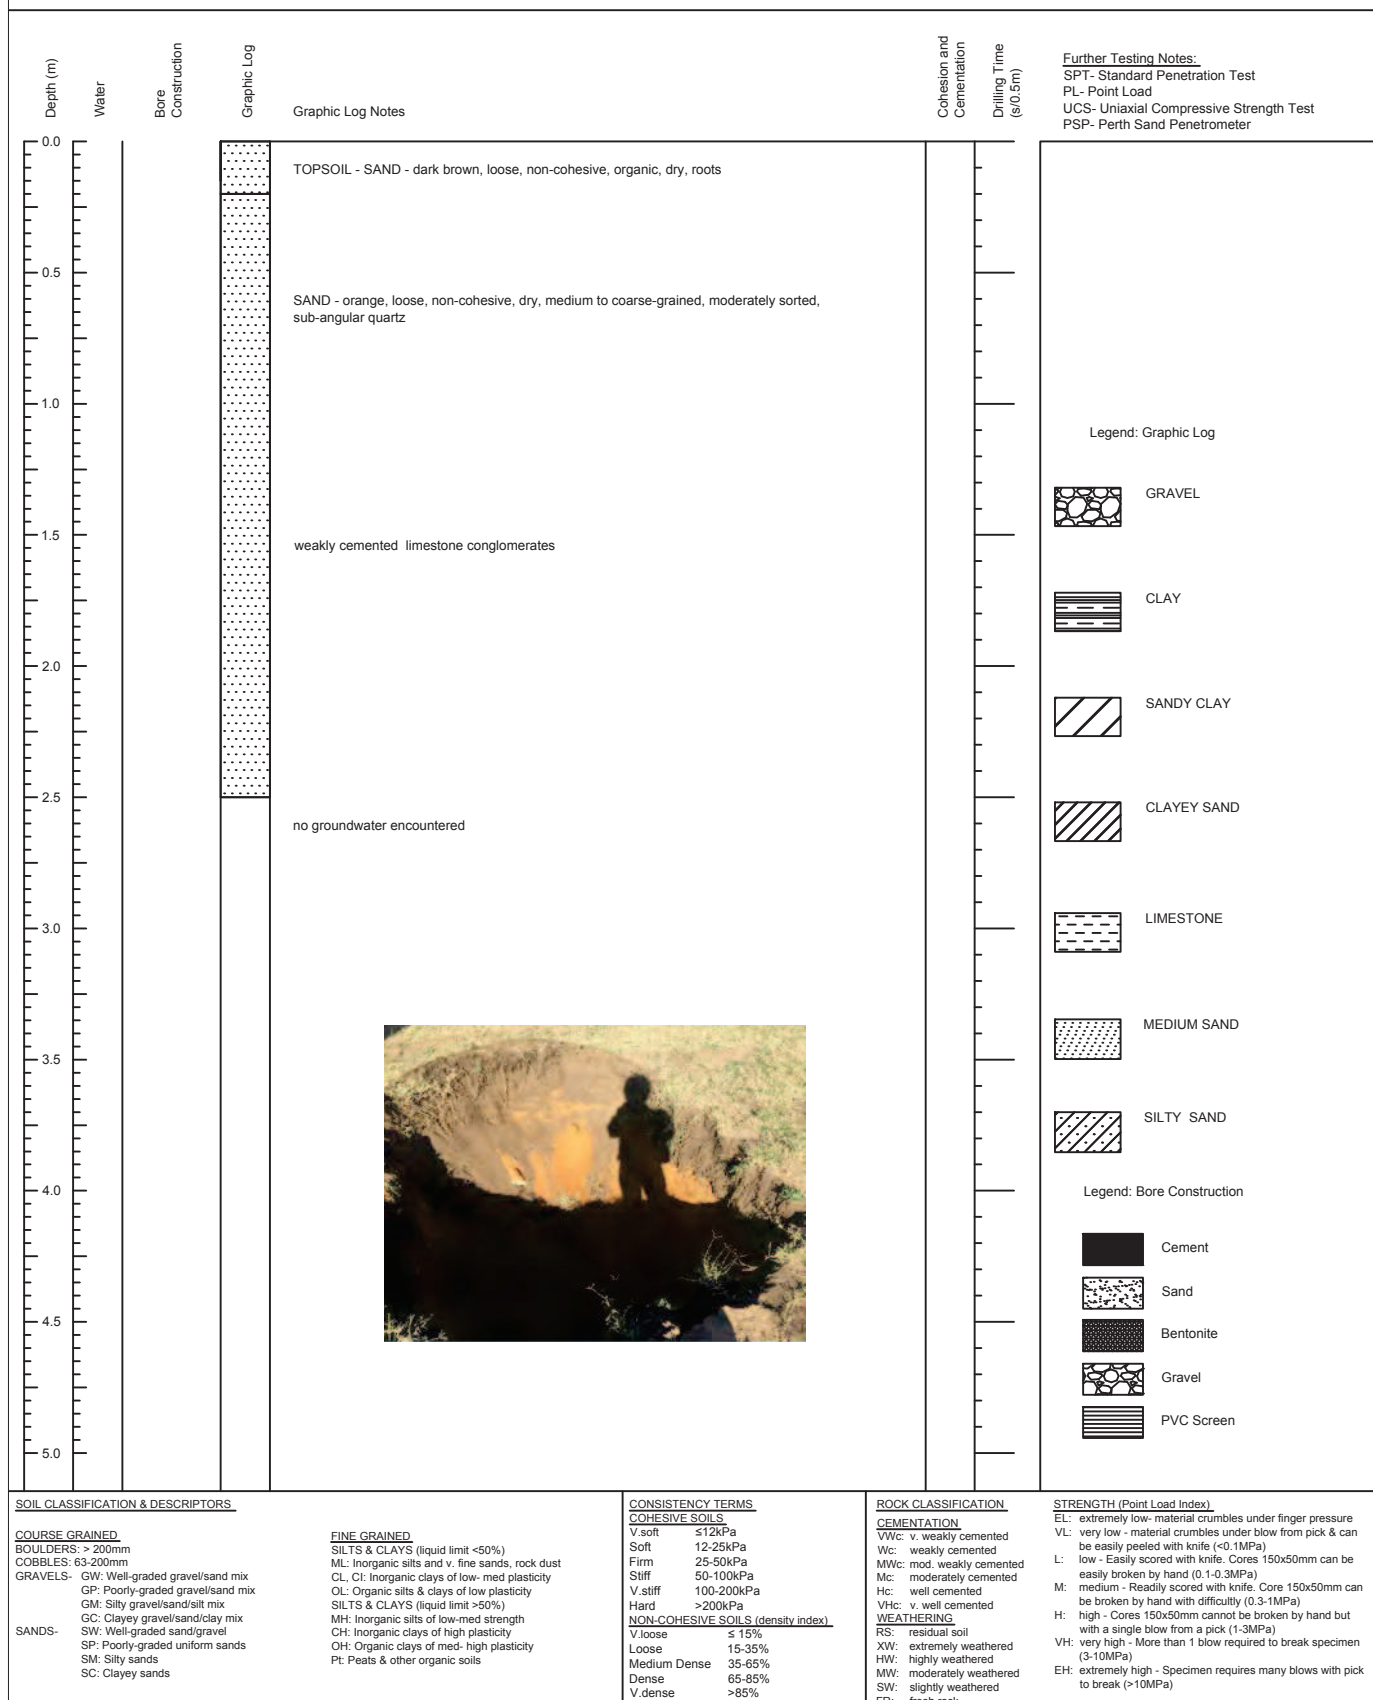 Depth (m)
Water
Bore
Construction
Graphic Log
Graphic Log Notes
Cohesion and
Cementation
Drilling Time
(s/0.5m)
Further Testing Notes:
SPT- Standard Penetration Test
PL- Point Load
UCS- Uniaxial Compressive Strength Test
PSP- Perth Sand Penetrometer
0.0
TOPSOIL - SAND - dark brown, loose, non-cohesive, organic, dry, roots
0.5
SAND - orange, loose, non-cohesive, dry, medium to coarse-grained, moderately sorted,
sub-angular quartz
1.0
1.5
weakly cemented limestone conglomerates
2.0
2.5
no groundwater encountered
3.0
3.5
4.0
4.5
5.0
Legend: Graphic Log
GRAVEL
CLAY
SANDY CLAY
CLAYEY SAND
LIMESTONE
MEDIUM SAND
SILTY SAND
Legend: Bore Construction
Cement
Sand
Bentonite
Gravel
PVC Screen
SOIL CLASSIFICATION & DESCRIPTORS
COURSE GRAINED
BOULDERS: > 200mm
COBBLES: 63-200mm
GRAVELS- GW: Well-graded gravel/sand mix
GP: Poorly-graded gravel/sand mix
GM: Silty gravel/sand/silt mix
GC: Clayey gravel/sand/clay mix
SANDS- SW: Well-graded sand/gravel
SP: Poorly-graded uniform sands
SM: Silty sands
SC: Clayey sands
FINE GRAINED
SILTS & CLAYS (liquid limit <50%)
ML: Inorganic silts and v. fine sands, rock dust
CL, CI: Inorganic clays of low- med plasticity
OL: Organic silts & clays of low plasticity
SILTS & CLAYS (liquid limit >50%)
MH: Inorganic silts of low-med strength
CH: Inorganic clays of high plasticity
OH: Organic clays of med- high plasticity
Pt: Peats & other organic soils
CONSISTENCY TERMS
COHESIVE SOILS
V.soft ≤12kPa
Soft 12-25kPa
Firm 25-50kPa
Stiff 50-100kPa
V.stiff 100-200kPa
Hard >200kPa
NON-COHESIVE SOILS (density index)
V.loose ≤ 15%
Loose 15-35%
Medium Dense 35-65%
Dense 65-85%
V.dense >85%
ROCK CLASSIFICATION
CEMENTATION
VWc: v. weakly cemented
Wc: weakly cemented
MWc: mod. weakly cemented
Mc: moderately cemented
Hc: well cemented
VHc: v. well cemented
WEATHERING
RS: residual soil
XW: extremely weathered
HW: highly weathered
MW: moderately weathered
SW: slightly weathered
STRENGTH (Point Load Index)
EL: extremely low- material crumbles under finger pressure
VL: very low - material crumbles under blow from pick & can
be easily peeled with knife (<0.1MPa)
L: low - Easily scored with knife. Cores 150x50mm can be
easily broken by hand (0.1-0.3MPa)
M: medium - Readily scored with knife. Core 150x50mm can
be broken by hand with difficultly (0.3-1MPa)
H: high - Cores 150x50mm cannot be broken by hand but
with a single blow from a pick (1-3MPa)
VH: very high - More than 1 blow required to break specimen
(3-10MPa)
EH: extremely high - Specimen requires many blows with pick
to break (>10MPa)